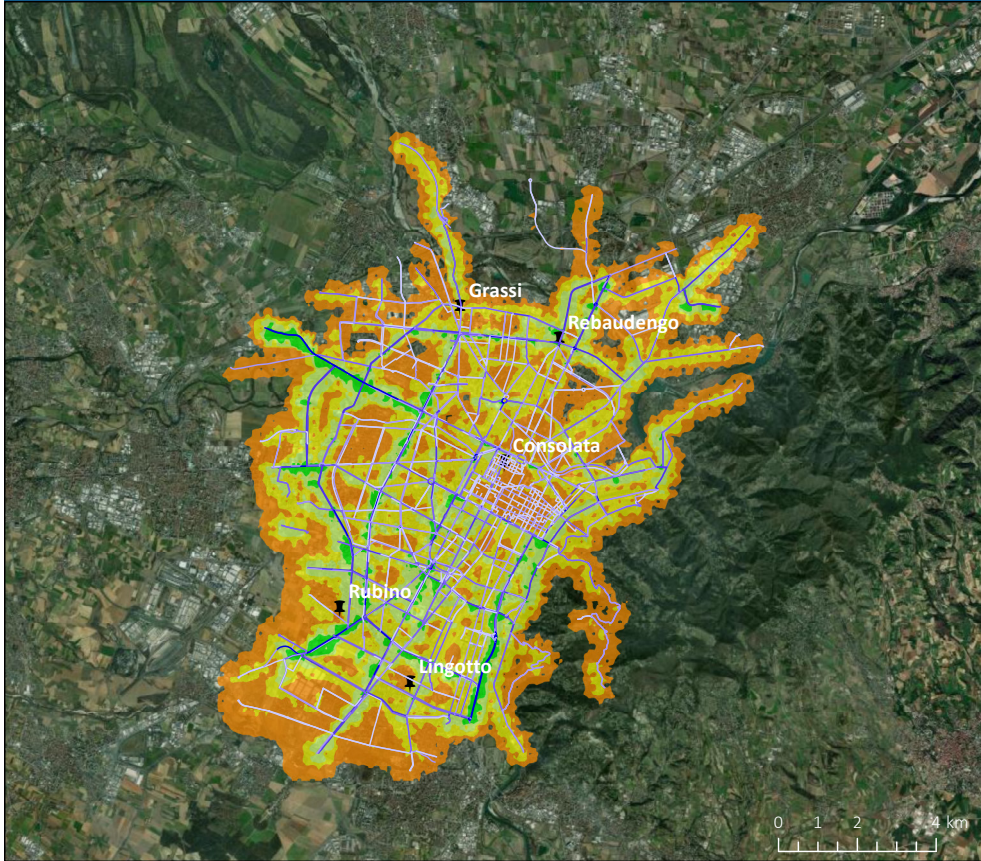 Grassi
Rebaudengo
Consolata
Rubino
Lingotto
0 1 2 4 km